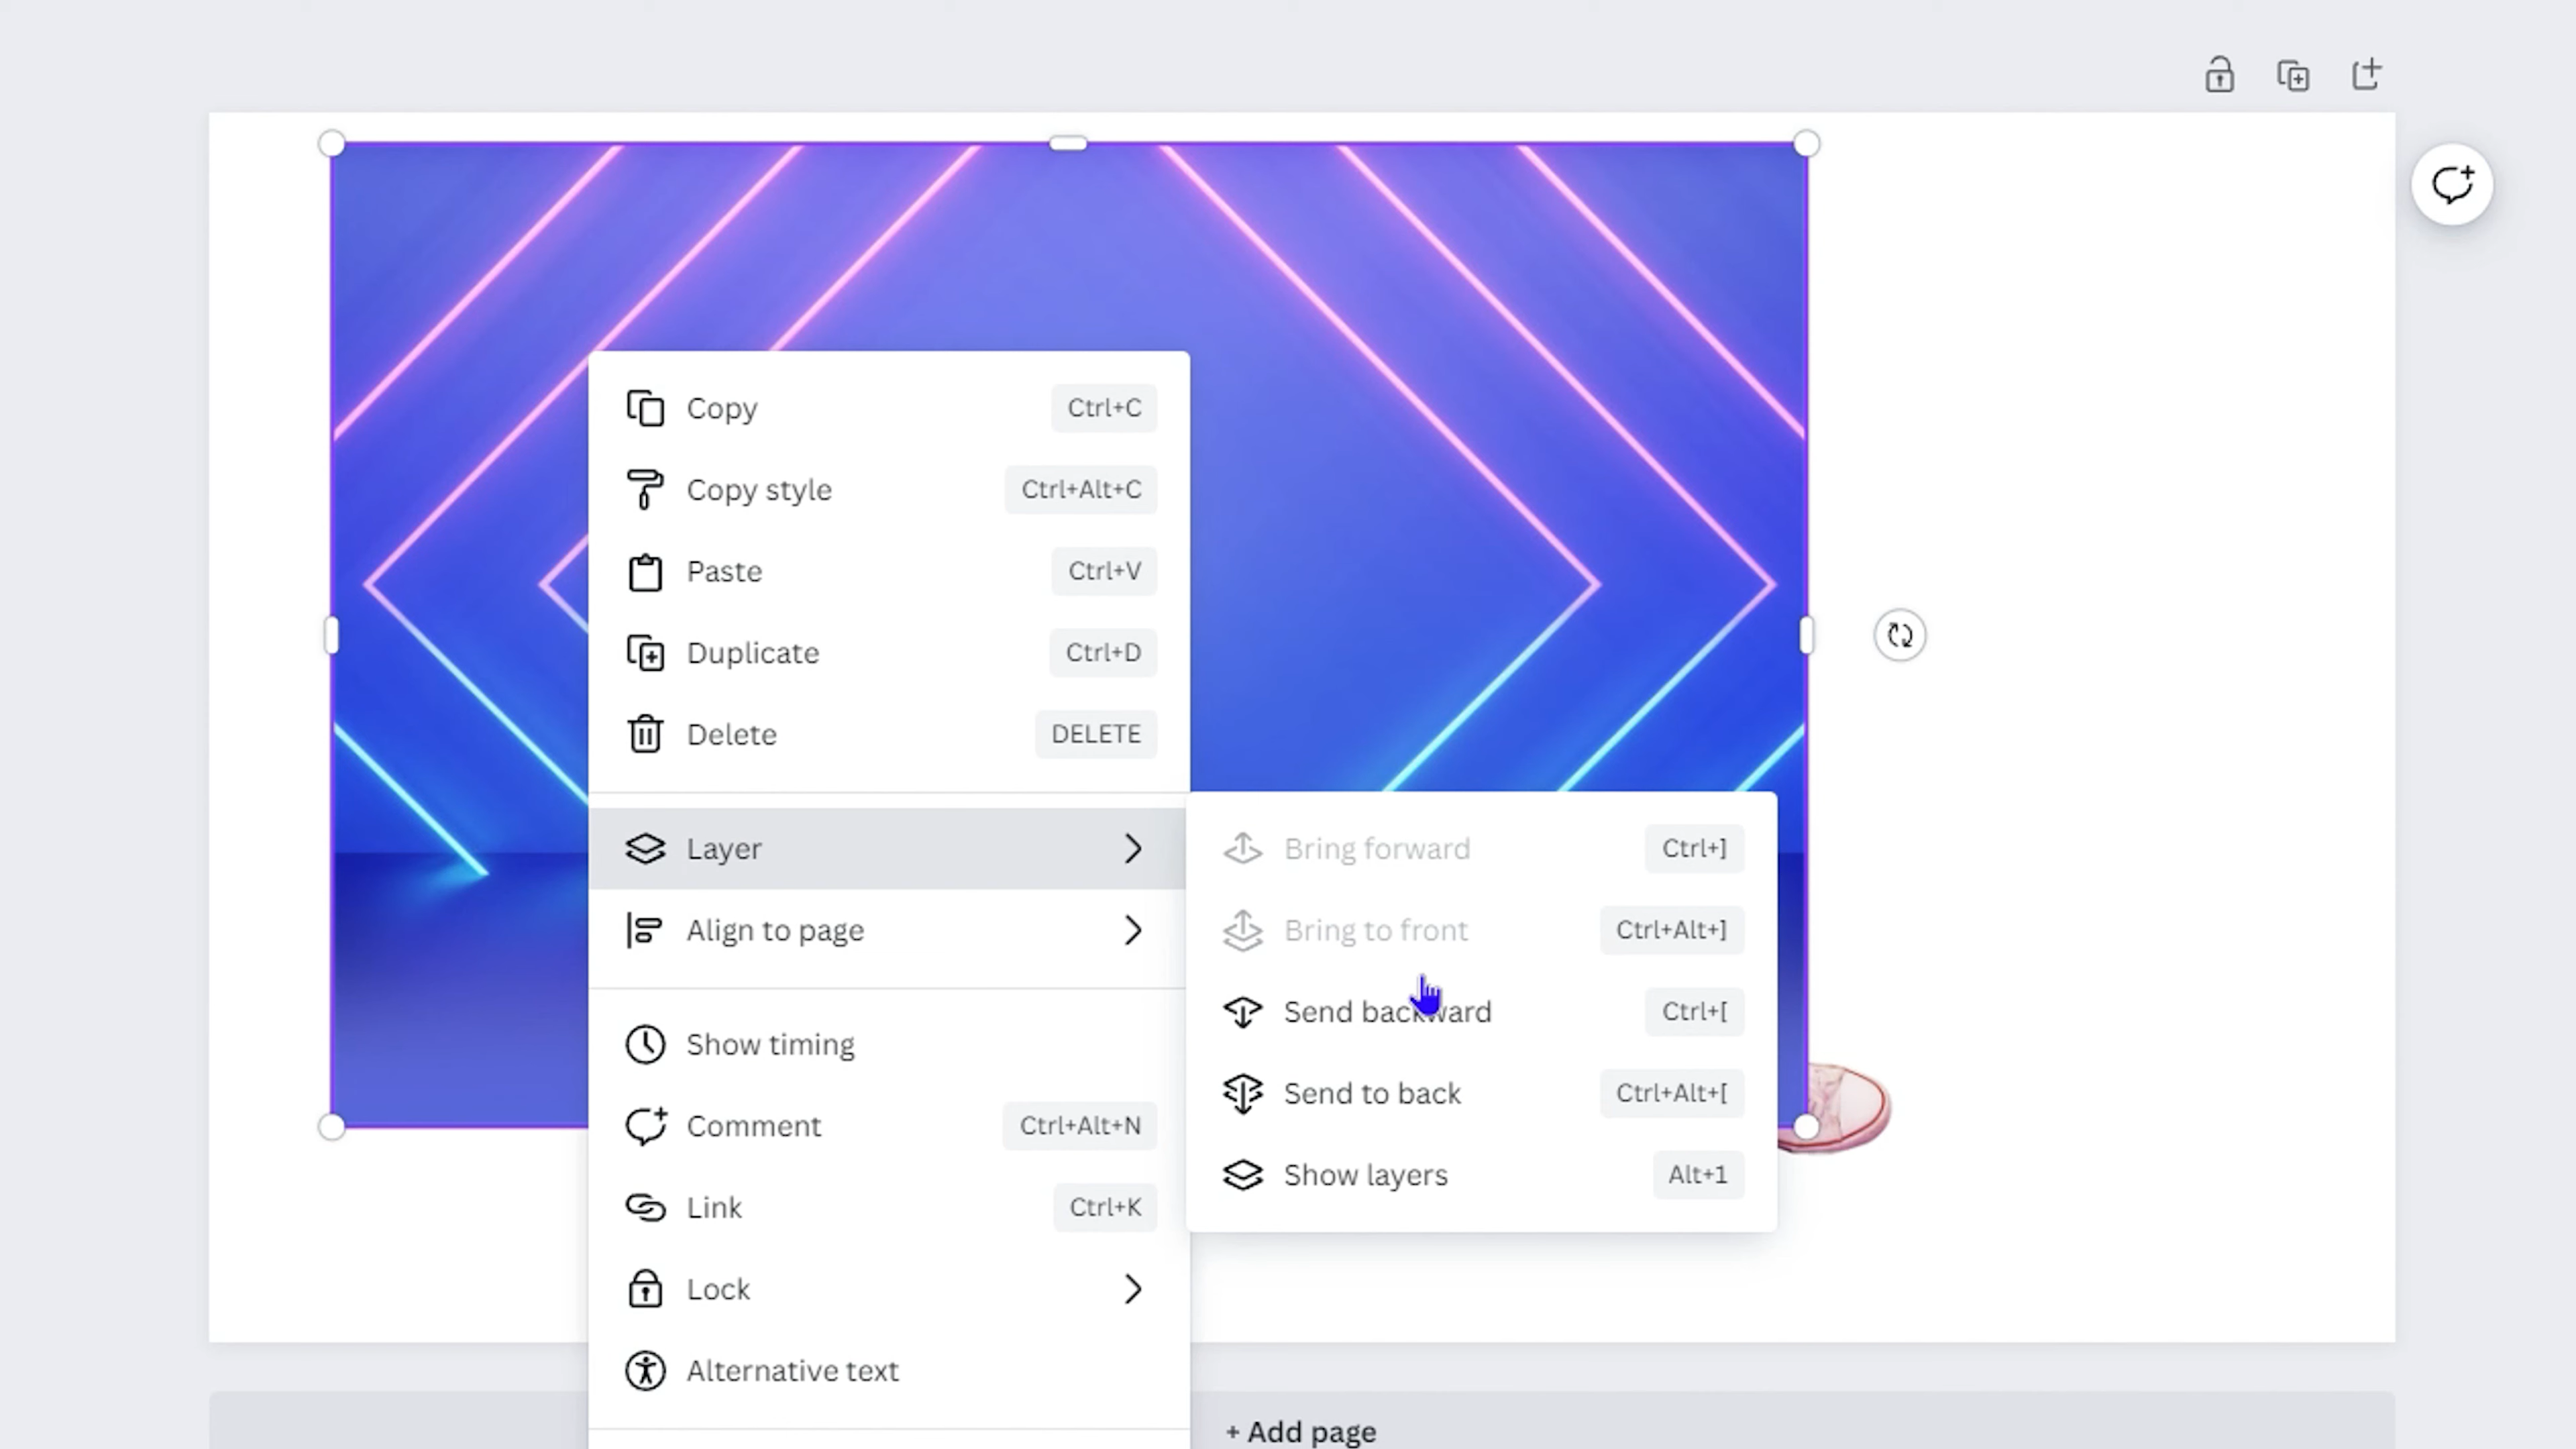 Copy Ctrl+C
Copy style Ctrl+Alt+C
Paste Ctrl+V
Duplicate Ctrl+D
Delete DELETE
Layer
Align to page
Show timing
Comment Ctrl+Alt+N
Link Ctrl+K
Lock
Alternative text
Bring forward Ctrl+]
Bring to front Ctrl+Alt+]
Send backward Ctrl+[
Send to back Ctrl+Alt+[
Show layers Alt+1
+ Add page